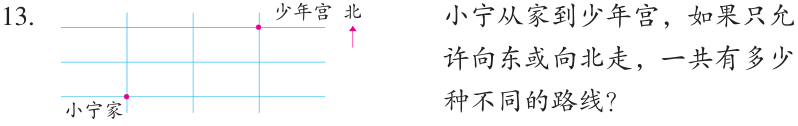 13.
少年宫 北
小宁家
小宁从家到少年宫，如果只允
许向东或向北走，一共有多少
种不同的路线？